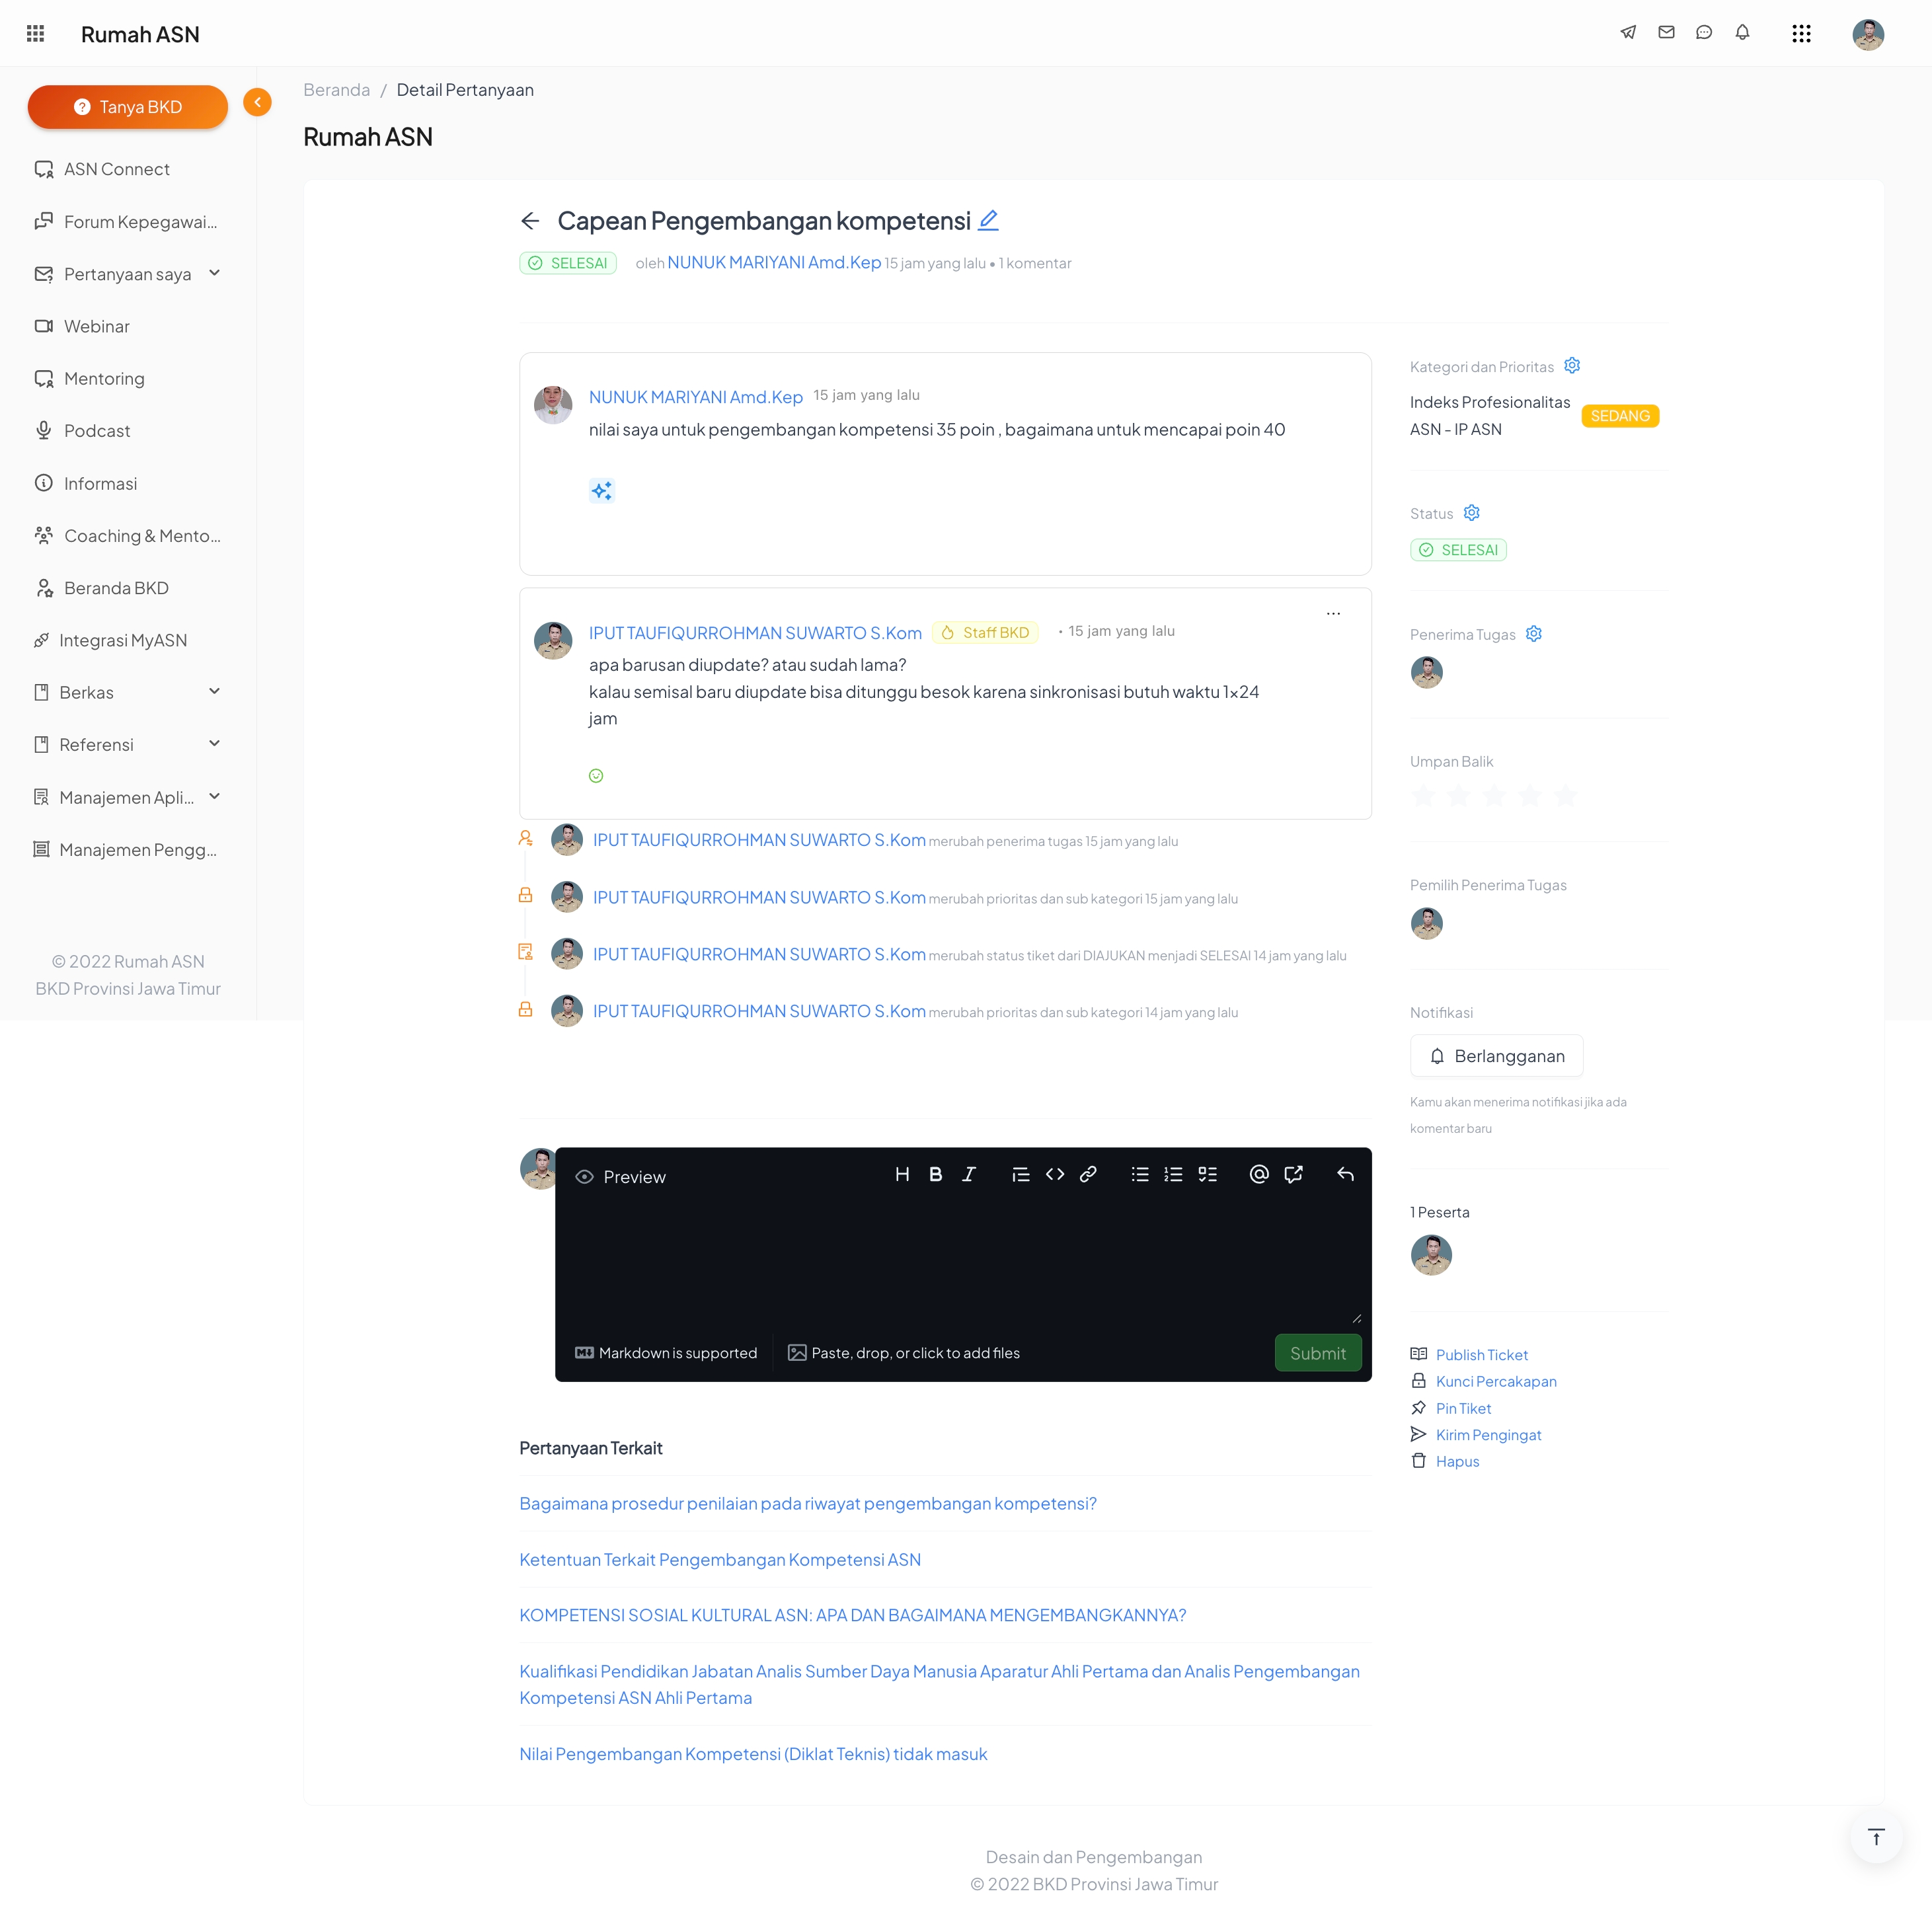 Rumah ASN
Tanya BKD
ASN Connect
Forum Kepegawai...
Pertanyaan saya
Webinar
Mentoring
Podcast
Informasi
Coaching & Mento...
Beranda BKD
Integrasi MyASN
Berkas
Referensi
Manajemen Apli...
Manajemen Pengg...
© 2022 Rumah ASN
BKD Provinsi Jawa Timur
Beranda / Detail Pertanyaan
Rumah ASN
Capean Pengembangan kompetensi
SELESAI oleh NUNUK MARIYANI Amd.Kep 15 jam yang lalu • 1 komentar
NUNUK MARIYANI Amd.Kep 15 jam yang lalu
nilai saya untuk pengembangan kompetensi 35 poin , bagaimana untuk mencapai poin 40
IPUT TAUFIQURROHMAN SUWARTO S.Kom Staff BKD • 15 jam yang lalu
apa barusan diupdate? atau sudah lama?
kalau semisal baru diupdate bisa ditunggu besok karena sinkronisasi butuh waktu 1×24
jam
IPUT TAUFIQURROHMAN SUWARTO S.Kom merubah penerima tugas 15 jam yang lalu
IPUT TAUFIQURROHMAN SUWARTO S.Kom merubah prioritas dan sub kategori 15 jam yang lalu
IPUT TAUFIQURROHMAN SUWARTO S.Kom merubah status tiket dari DIAJUKAN menjadi SELESAI 14 jam yang lalu
IPUT TAUFIQURROHMAN SUWARTO S.Kom merubah prioritas dan sub kategori 14 jam yang lalu
Preview
Markdown is supported
Paste, drop, or click to add files
Submit
Pertanyaan Terkait
Bagaimana prosedur penilaian pada riwayat pengembangan kompetensi?
Ketentuan Terkait Pengembangan Kompetensi ASN
KOMPETENSI SOSIAL KULTURAL ASN: APA DAN BAGAIMANA MENGEMBANGKANNYA?
Kualifikasi Pendidikan Jabatan Analis Sumber Daya Manusia Aparatur Ahli Pertama dan Analis Pengembangan
Kompetensi ASN Ahli Pertama
Nilai Pengembangan Kompetensi (Diklat Teknis) tidak masuk
Kategori dan Prioritas
Indeks Profesionalitas
ASN - IP ASN
SEDANG
Status
SELESAI
Penerima Tugas
Umpan Balik
Pemilih Penerima Tugas
Notifikasi
Berlangganan
Kamu akan menerima notifikasi jika ada
komentar baru
1 Peserta
Publish Ticket
Kunci Percakapan
Pin Tiket
Kirim Pengingat
Hapus
Desain dan Pengembangan
© 2022 BKD Provinsi Jawa Timur